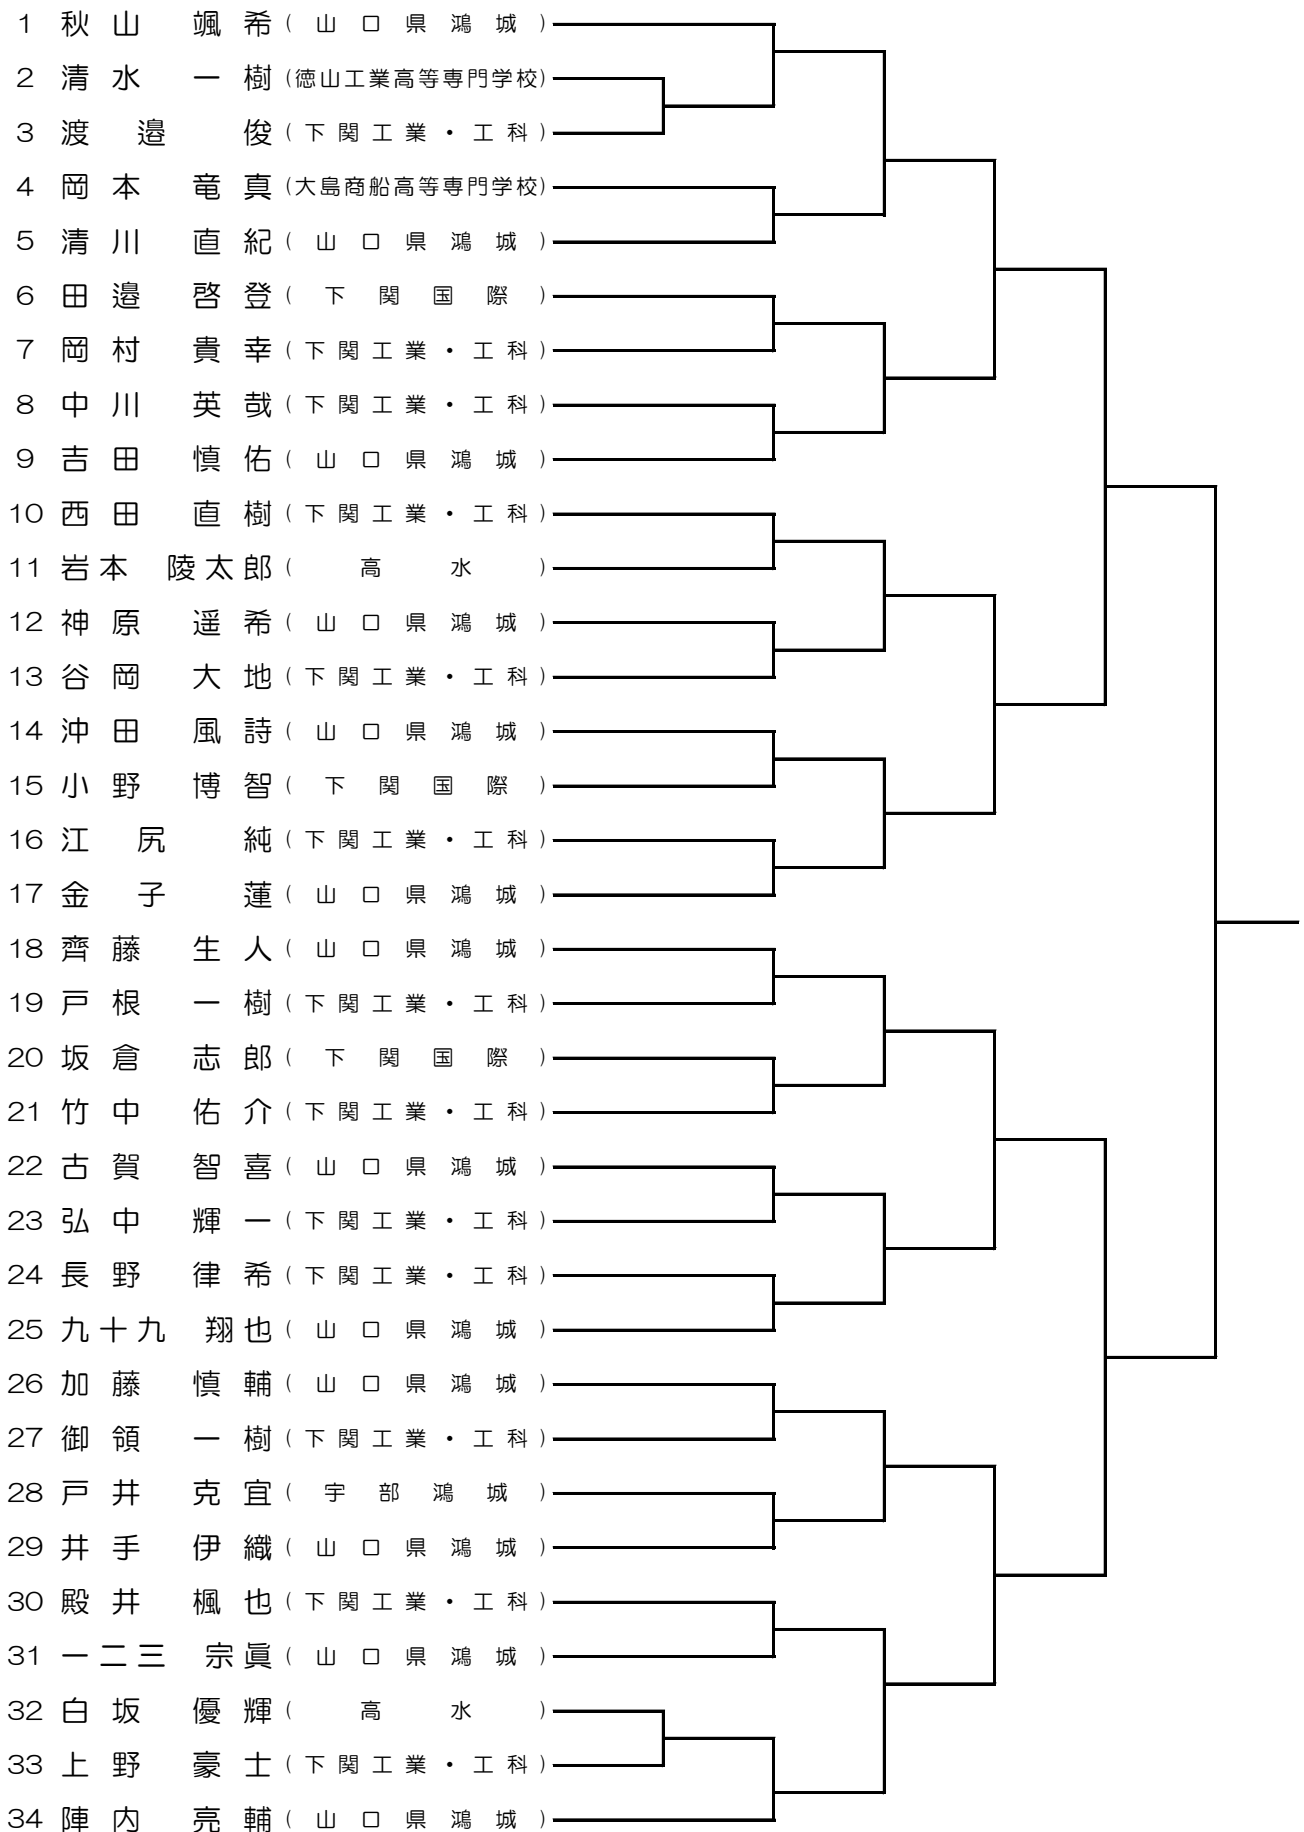 1 秋山 颯希 (山口県鴻城)
2 清水 一樹 (徳山工業高等専門学校)
3 渡邉 俊 (下関工業・工科)
4 岡本 竜真 (大島商船高等専門学校)
5 清川 直紀 (山口県鴻城)
6 田邉 啓登 (下関国際)
7 岡村 貴幸 (下関工業・工科)
8 中川 英哉 (下関工業・工科)
9 吉田 慎佑 (山口県鴻城)
10 西田 直樹 (下関工業・工科)
11 岩本 陵太郎 (高水)
12 神原 遥希 (山口県鴻城)
13 谷岡 大地 (下関工業・工科)
14 沖田 風詩 (山口県鴻城)
15 小野 博智 (下関国際)
16 江尻 純 (下関工業・工科)
17 金子 蓮 (山口県鴻城)
18 齊藤 生人 (山口県鴻城)
19 戸根 一樹 (下関工業・工科)
20 坂倉 志郎 (下関国際)
21 竹中 佑介 (下関工業・工科)
22 古賀 智喜 (山口県鴻城)
23 弘中 輝一 (下関工業・工科)
24 長野 律希 (下関工業・工科)
25 九十九 翔也 (山口県鴻城)
26 加藤 慎輔 (山口県鴻城)
27 御領 一樹 (下関工業・工科)
28 戸井 克宜 (宇部鴻城)
29 井手 伊織 (山口県鴻城)
30 殿井 楓也 (下関工業・工科)
31 一二三 宗眞 (山口県鴻城)
32 白坂 優輝 (高水)
33 上野 豪士 (下関工業・工科)
34 陣内 亮輔 (山口県鴻城)